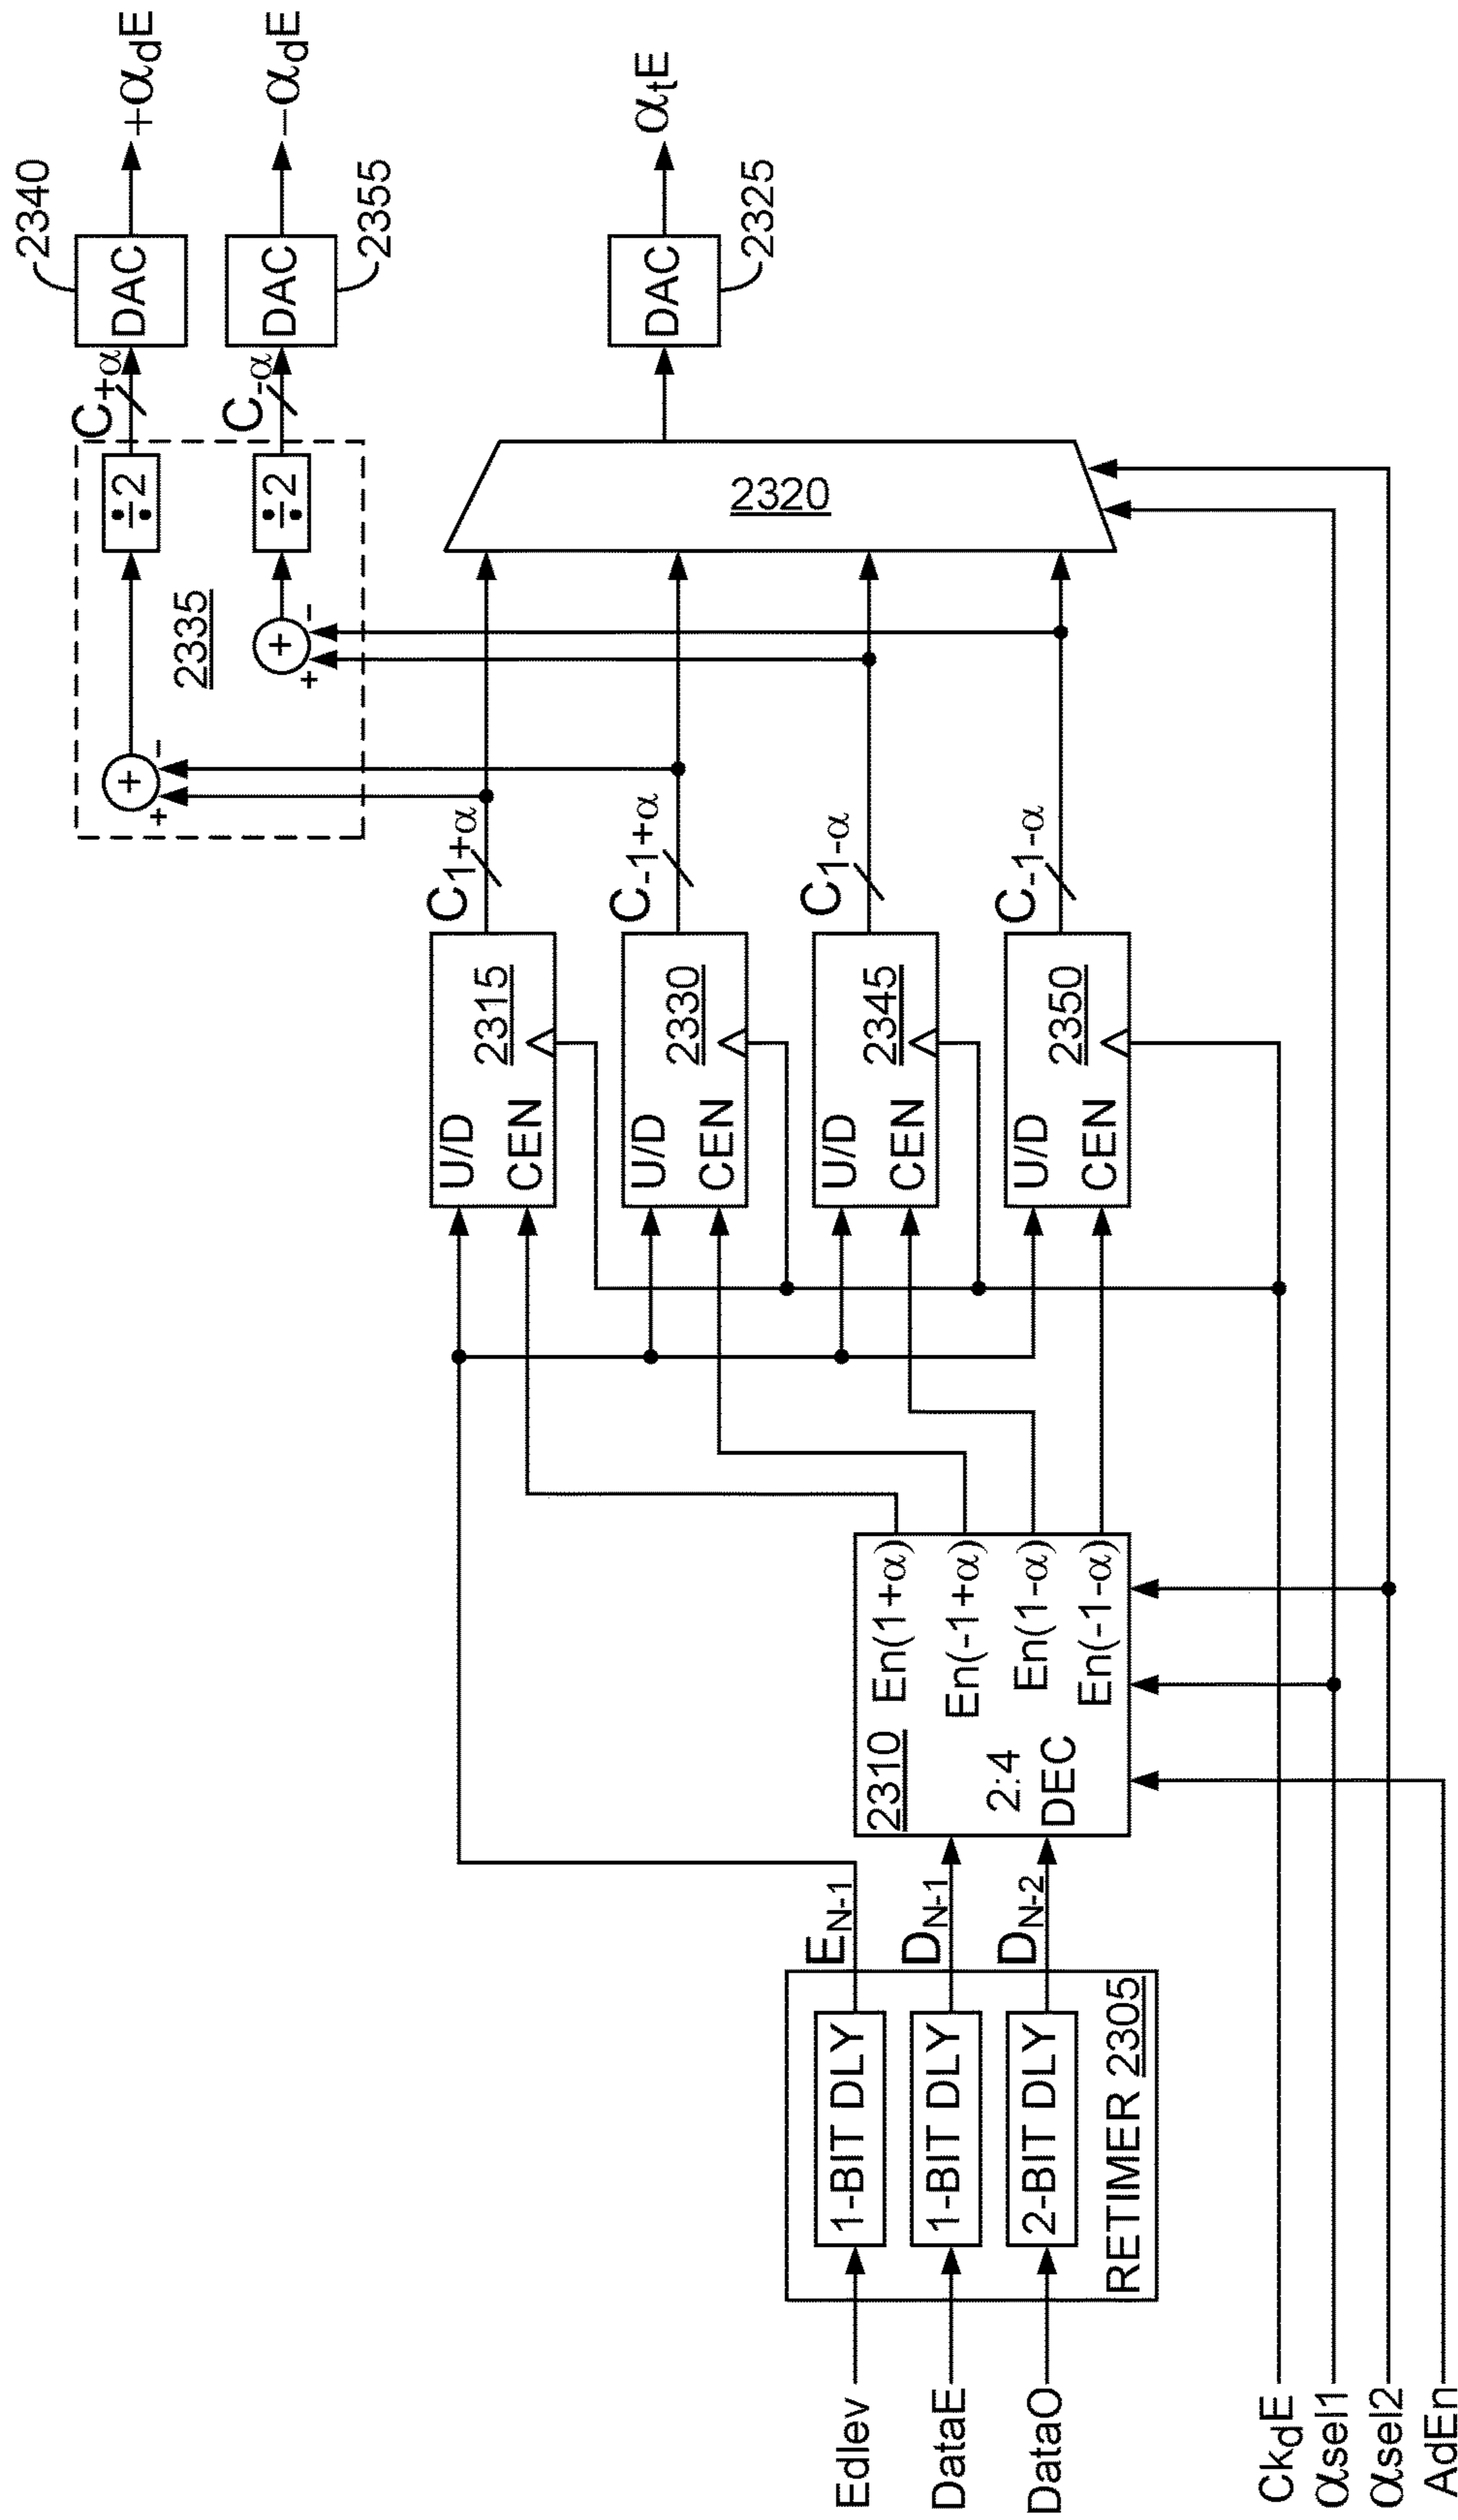 Edlev
DataE
DataO
CkdE
αsel1
αsel2
AdEn
1-BIT DLY
1-BIT DLY
2-BIT DLY
RETIMER 2305
EN-1
DN-1
DN-2
2310
2:4
DEC
En(1+α)
En(-1+α)
En(1-α)
En(-1-α)
U/D
CEN
2315
U/D
CEN
2330
U/D
CEN
2345
U/D
CEN
2350
C1+α
C-1+α
C1-α
C-1-α
+
+
-
+
+
-
2335
÷2
÷2
2320
C+α
C-α
DAC
2340
DAC
2355
DAC
2325
+αdE
-αdE
αtE